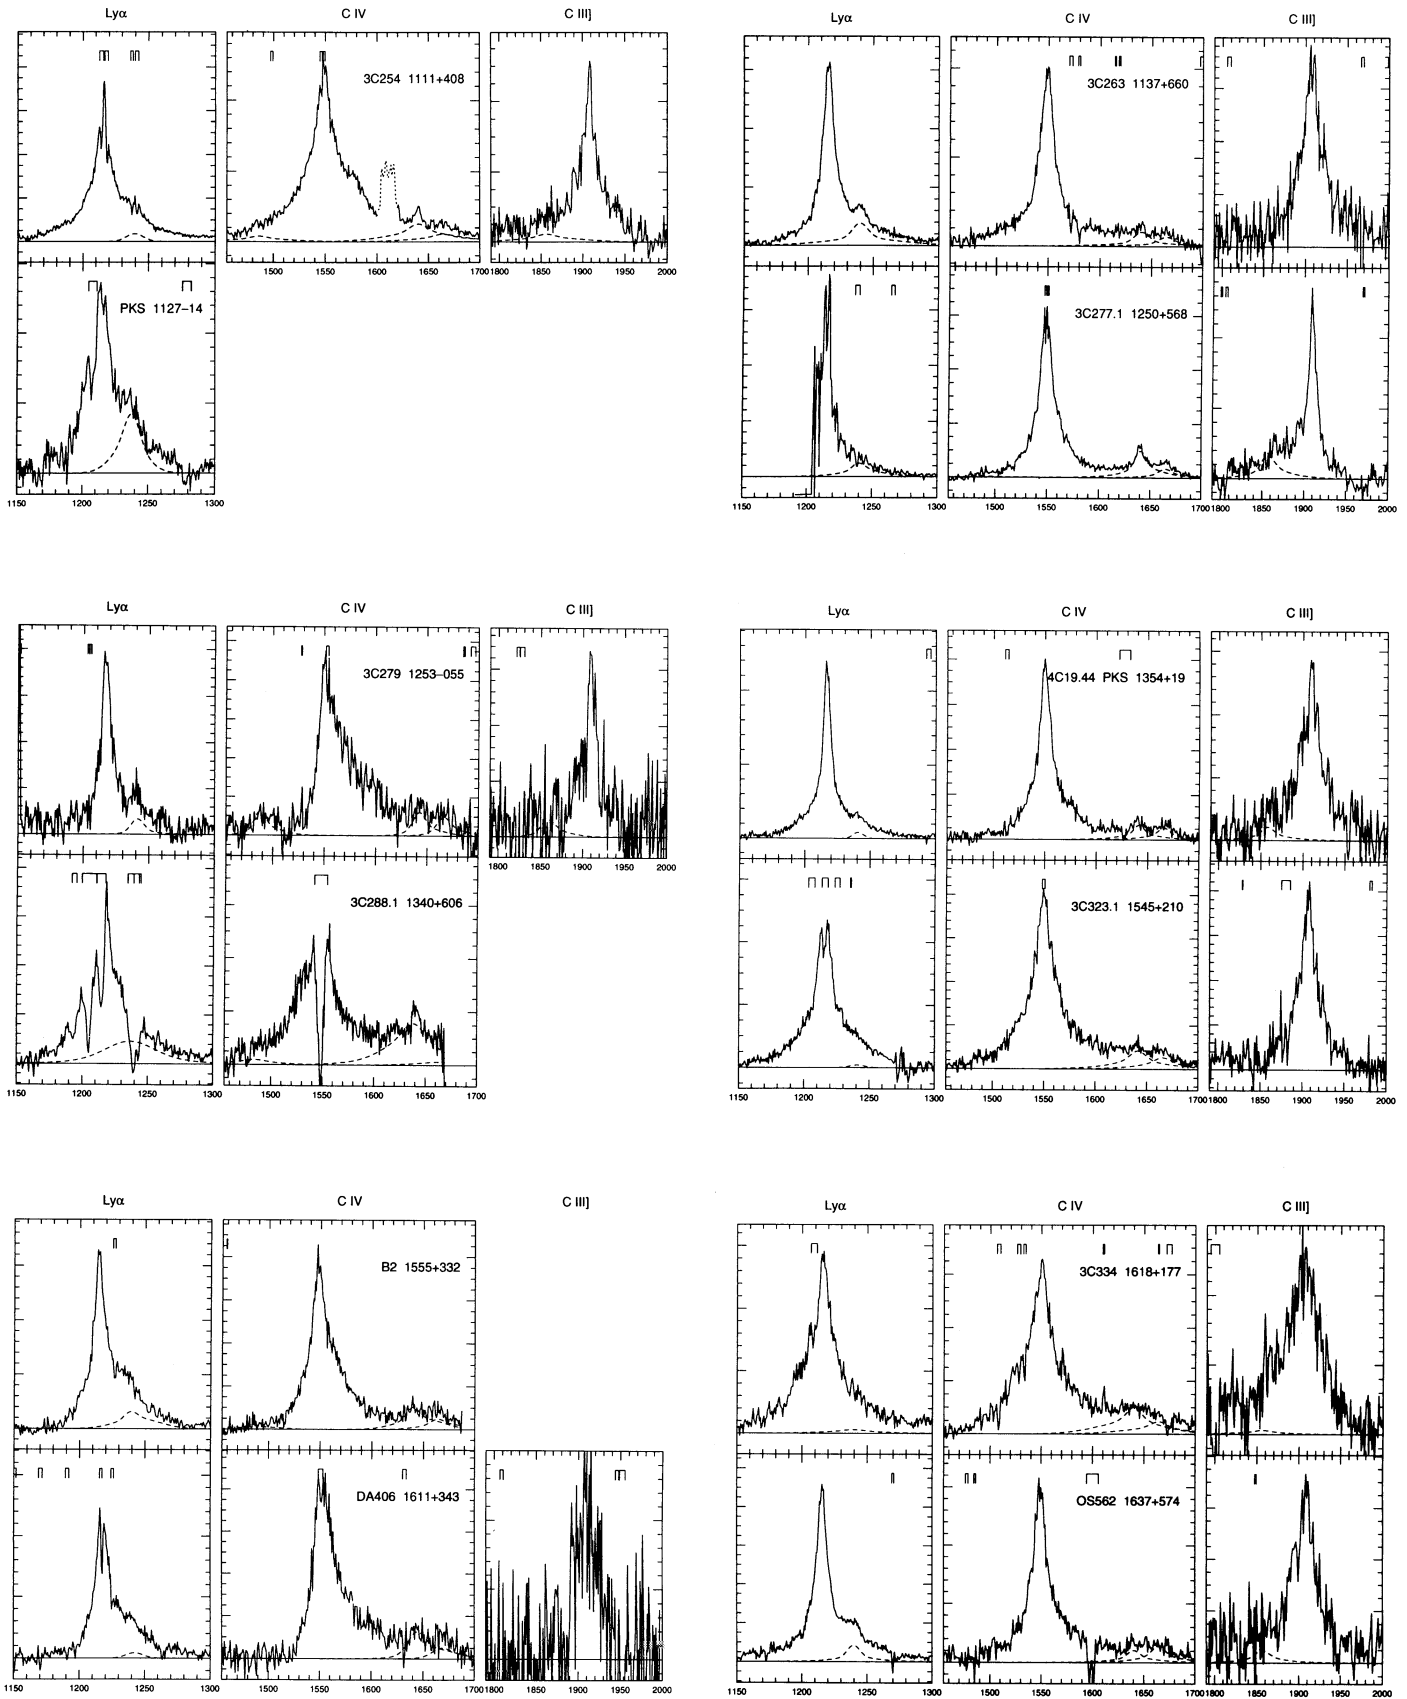 Lyα C IV C III]
3C254 1111+408
1500 1550 1600 1650 1700 1800 1850 1900 1950 2000
PKS 1127–14
1150 1200 1250 1300
Lyα C IV C III]
3C263 1137+660
3C277.1 1250+568
1150 1200 1250 1300 1500 1550 1600 1650 1700 1800 1850 1900 1950 2000
Lyα C IV C III]
3C279 1253–055
1800 1850 1900 1950 2000
3C288.1 1340+606
1150 1200 1250 1300 1500 1550 1600 1650 1700
Lyα C IV C III]
4C19.44 PKS 1354+19
3C323.1 1545+210
1150 1200 1250 1300 1500 1550 1600 1650 1700 1800 1850 1900 1950 2000
Lyα C IV C III]
B2 1555+332
DA406 1611+343
1150 1200 1250 1300 1500 1550 1600 1650 1700 1800 1850 1900 1950 2000
Lyα C IV C III]
3C334 1618+177
OS562 1637+574
1150 1200 1250 1300 1500 1550 1600 1650 1700 1800 1850 1900 1950 2000